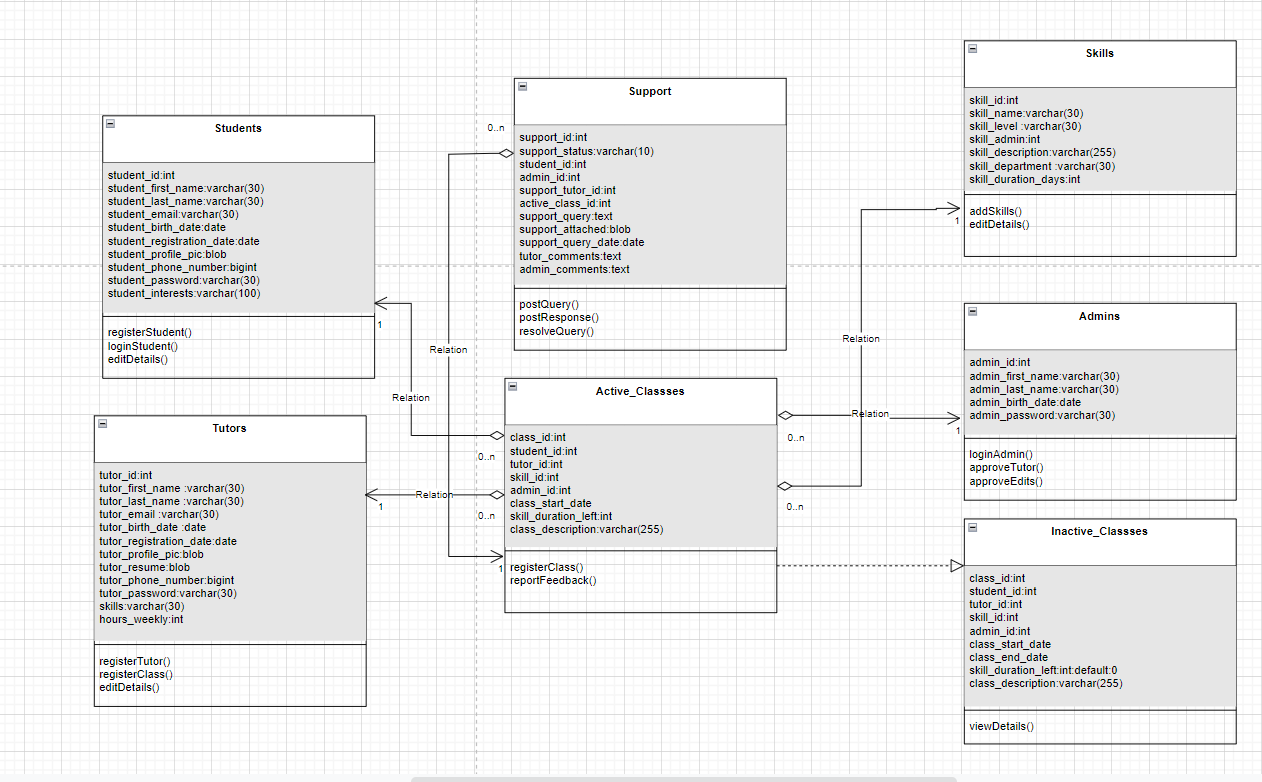 Students
student_id:int
student_first_name:varchar(30)
student_last_name:varchar(30)
student_email:varchar(30)
student_birth_date:date
student_registration_date:date
student_profile_pic:blob
student_phone_number:bigint
student_password:varchar(30)
student_interests:varchar(100)
registerStudent()
loginStudent()
editDetails()
1
Relation
Tutors
tutor_id:int
tutor_first_name :varchar(30)
tutor_last_name :varchar(30)
tutor_email :varchar(30)
tutor_birth_date :date
tutor_registration_date:date
tutor_profile_pic:blob
tutor_resume:blob
tutor_phone_number:bigint
tutor_password:varchar(30)
skills:varchar(30)
hours_weekly:int
registerTutor()
registerClass()
editDetails()
1
Relation
0..n
Support
support_id:int
support_status:varchar(10)
student_id:int
admin_id:int
support_tutor_id:int
active_class_id:int
support_query:text
support_attached:blob
support_query_date:date
tutor_comments:text
admin_comments:text
postQuery()
postResponse()
resolveQuery()
Relation
Active_Classses
class_id:int
student_id:int
tutor_id:int
skill_id:int
admin_id:int
class_start_date
skill_duration_left:int
class_description:varchar(255)
registerClass()
reportFeedback()
0..n
0..n
1
0..n
0..n
Relation
Relation
Skills
skill_id:int
skill_name:varchar(30)
skill_level :varchar(30)
skill_admin:int
skill_description:varchar(255)
skill_department :varchar(30)
skill_duration_days:int
addSkills()
editDetails()
1
Admins
admin_id:int
admin_first_name:varchar(30)
admin_last_name:varchar(30)
admin_birth_date:date
admin_password:varchar(30)
loginAdmin()
approveTutor()
approveEdits()
1
Inactive_Classses
class_id:int
student_id:int
tutor_id:int
skill_id:int
admin_id:int
class_start_date
class_end_date
skill_duration_left:int:default:0
class_description:varchar(255)
viewDetails()